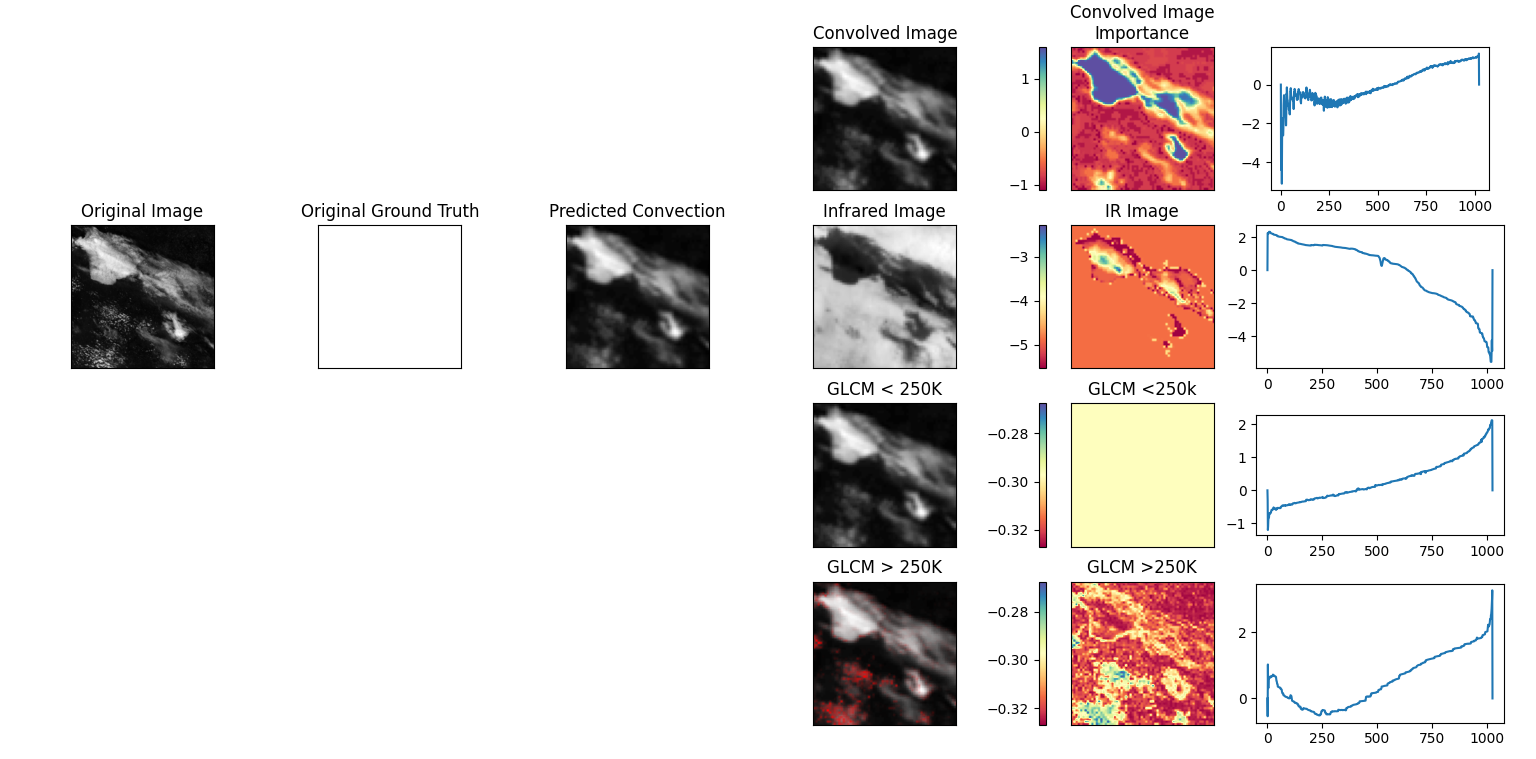 Convolved Image
Convolved Image
Importance
1
0
−1
0
−2
−4
0 250 500 750 1000
Original Image
Original Ground Truth
Predicted Convection
Infrared Image
IR Image
−3
−4
−5
2
0
−2
−4
0 250 500 750 1000
GLCM < 250K
GLCM <250k
−0.28
−0.30
−0.32
2
1
0
−1
0 250 500 750 1000
GLCM > 250K
GLCM >250K
−0.28
−0.30
−0.32
2
0
0 250 500 750 1000